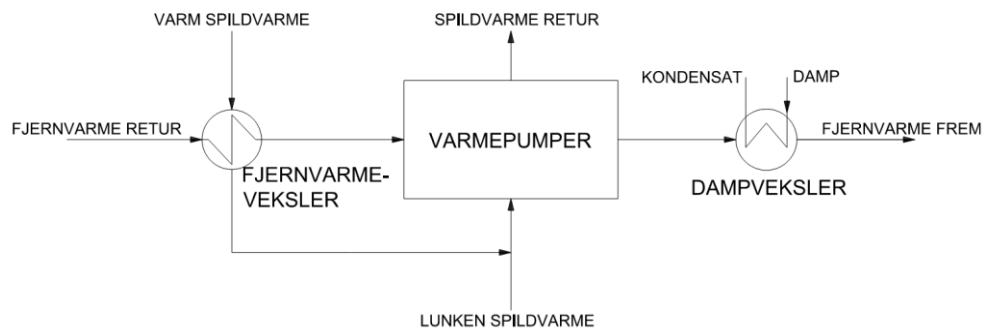 VARM SPILDVARME
SPILDVARME RETUR
KONDENSAT
DAMP
FJERNVARME RETUR
VARMEPUMPER
FJERNVARME FREM
FJERNVARME-
VEKSLER
DAMPVEKSLER
LUNKEN SPILDVARME